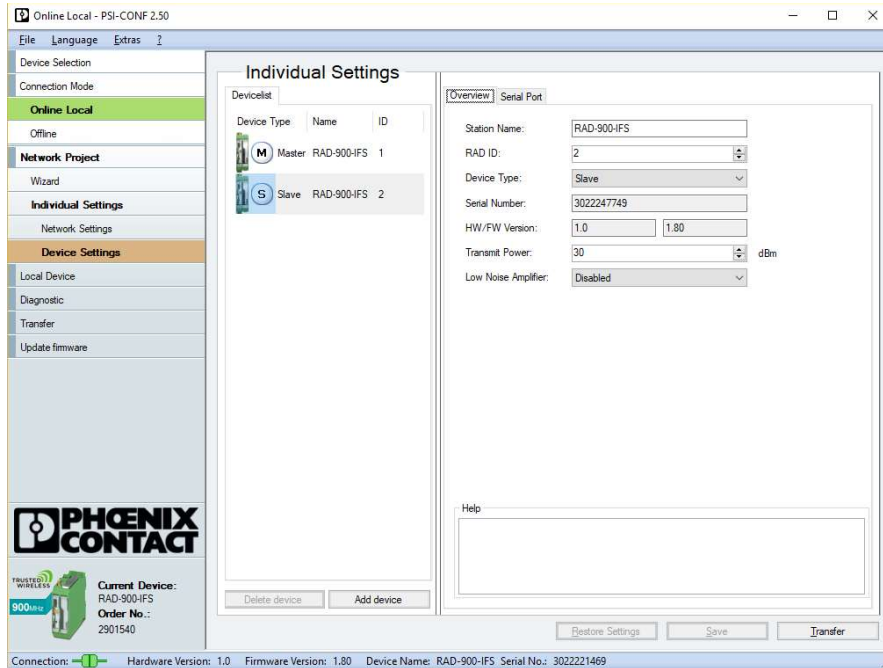 Online Local - PSI-CONF 2.50
File Language Extras ?
Device Selection
Connection Mode
Online Local
Offline
Network Project
Wizard
Individual Settings
Network Settings
Device Settings
Local Device
Diagnostic
Transfer
Update firmware
PHŒNIX
CONTACT
TRUSTED
WIRELESS
900MHz
Current Device:
RAD-900-IFS
Order No.:
2901540
Individual Settings
Devicelist
Device Type Name ID
M Master RAD-900-IFS 1
S Slave RAD-900-IFS 2
Delete device Add device
Overview Serial Port
Station Name: RAD-900-IFS
RAD ID: 2
Device Type: Slave
Serial Number: 3022247749
HW/FW Version: 1.0 1.80
Transmit Power: 30 dBm
Low Noise Amplifier: Disabled
Help
Restore Settings Save Transfer
Connection: Hardware Version: 1.0 Firmware Version: 1.80 Device Name: RAD-900-IFS Serial No.: 3022221469